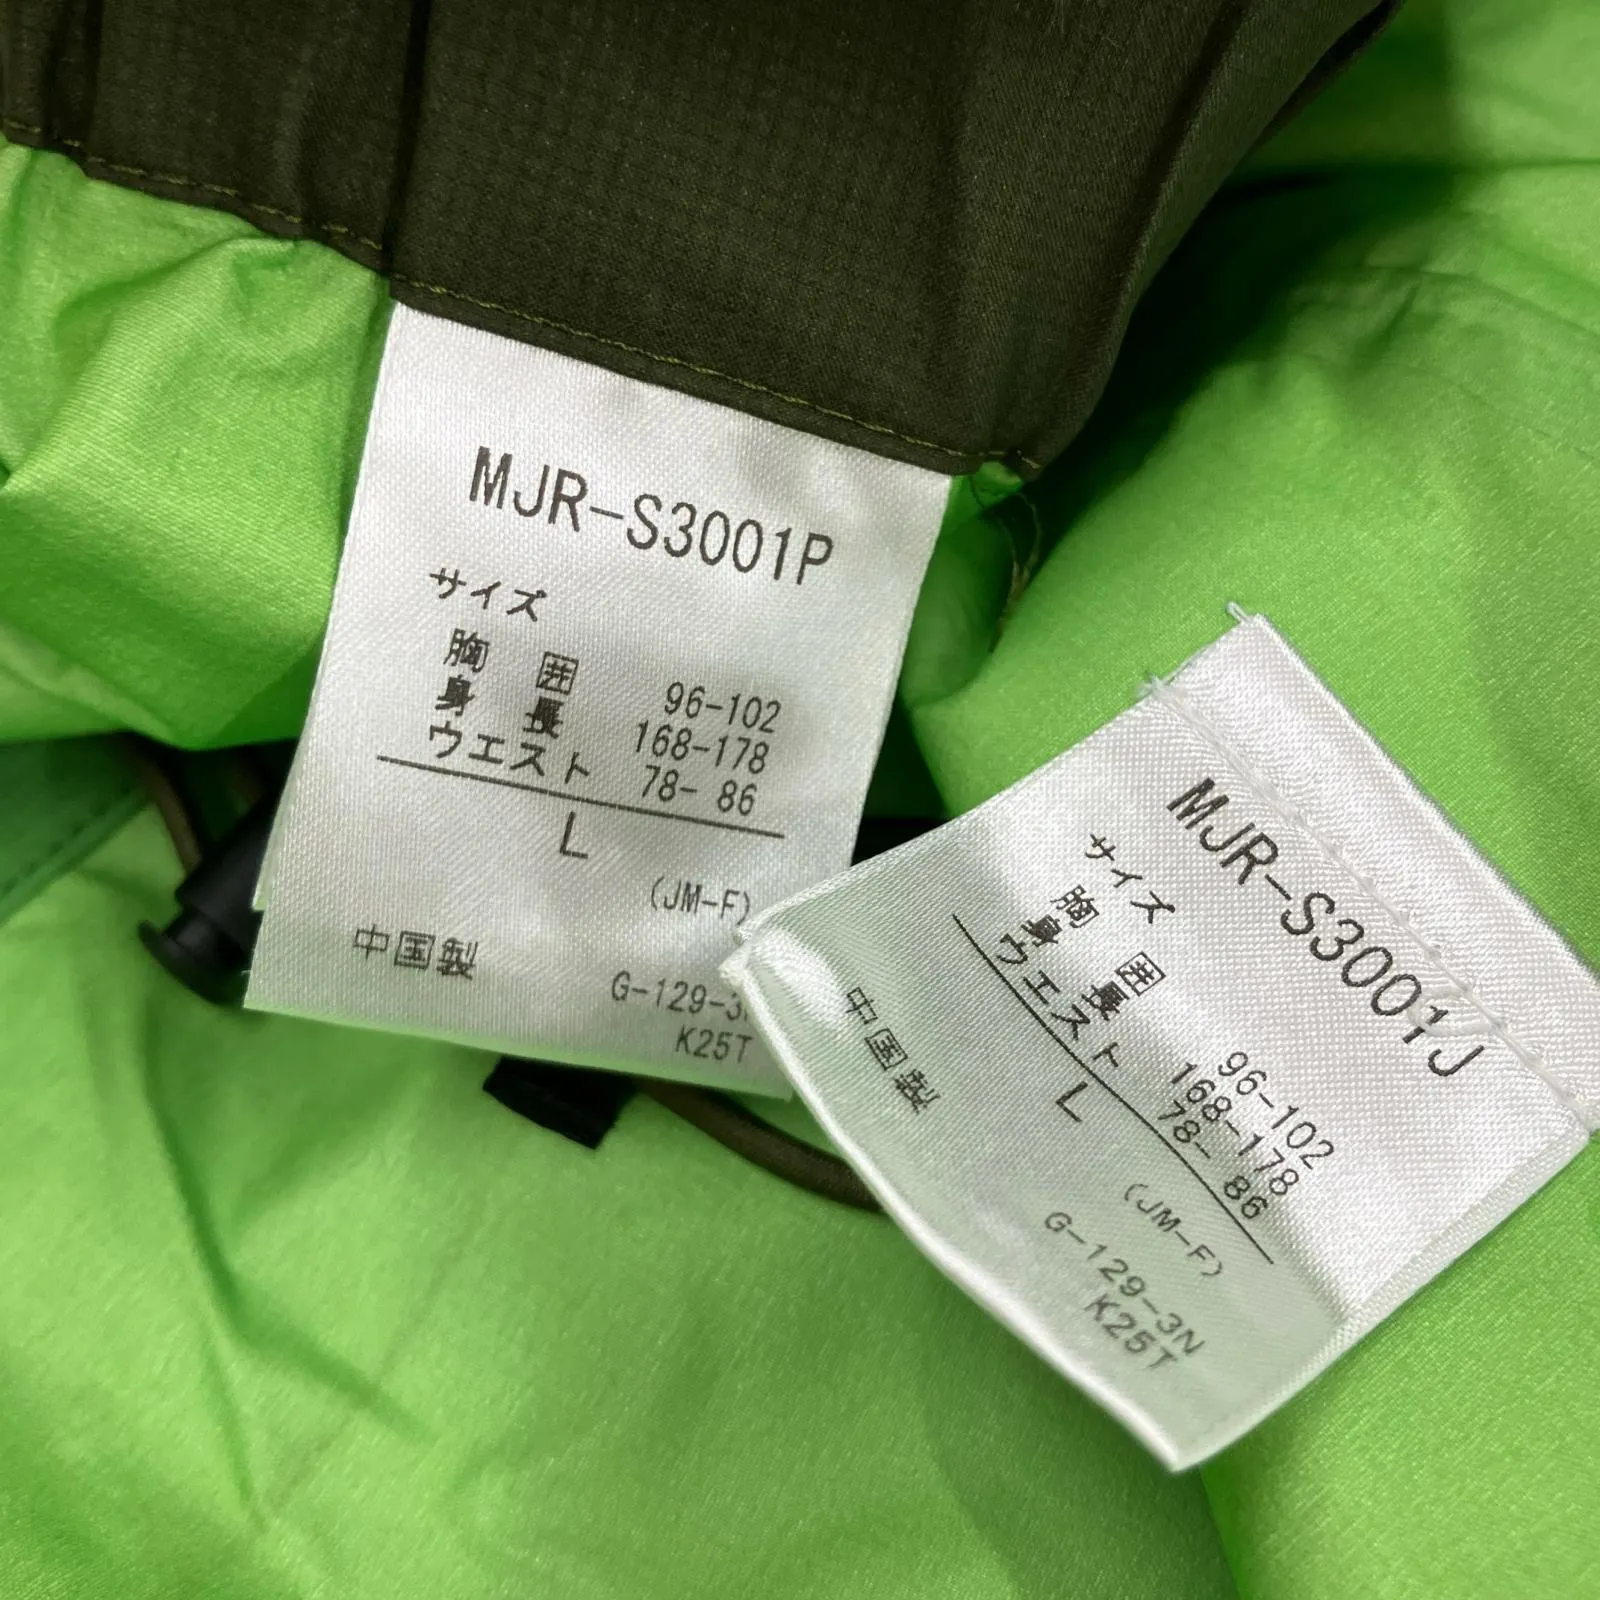 MJR-S3001P
サイズ
胸 囲 96-102
身 長 168-178
ウエスト 78- 86
L
(JM-F)
中国製
G-129-3
K25T
MJR-S3001J
サイズ
胸 囲 96-102
身 長 168-178
ウエスト 78- 86
L
(JM-F)
中国製
G-129-3N
K25T